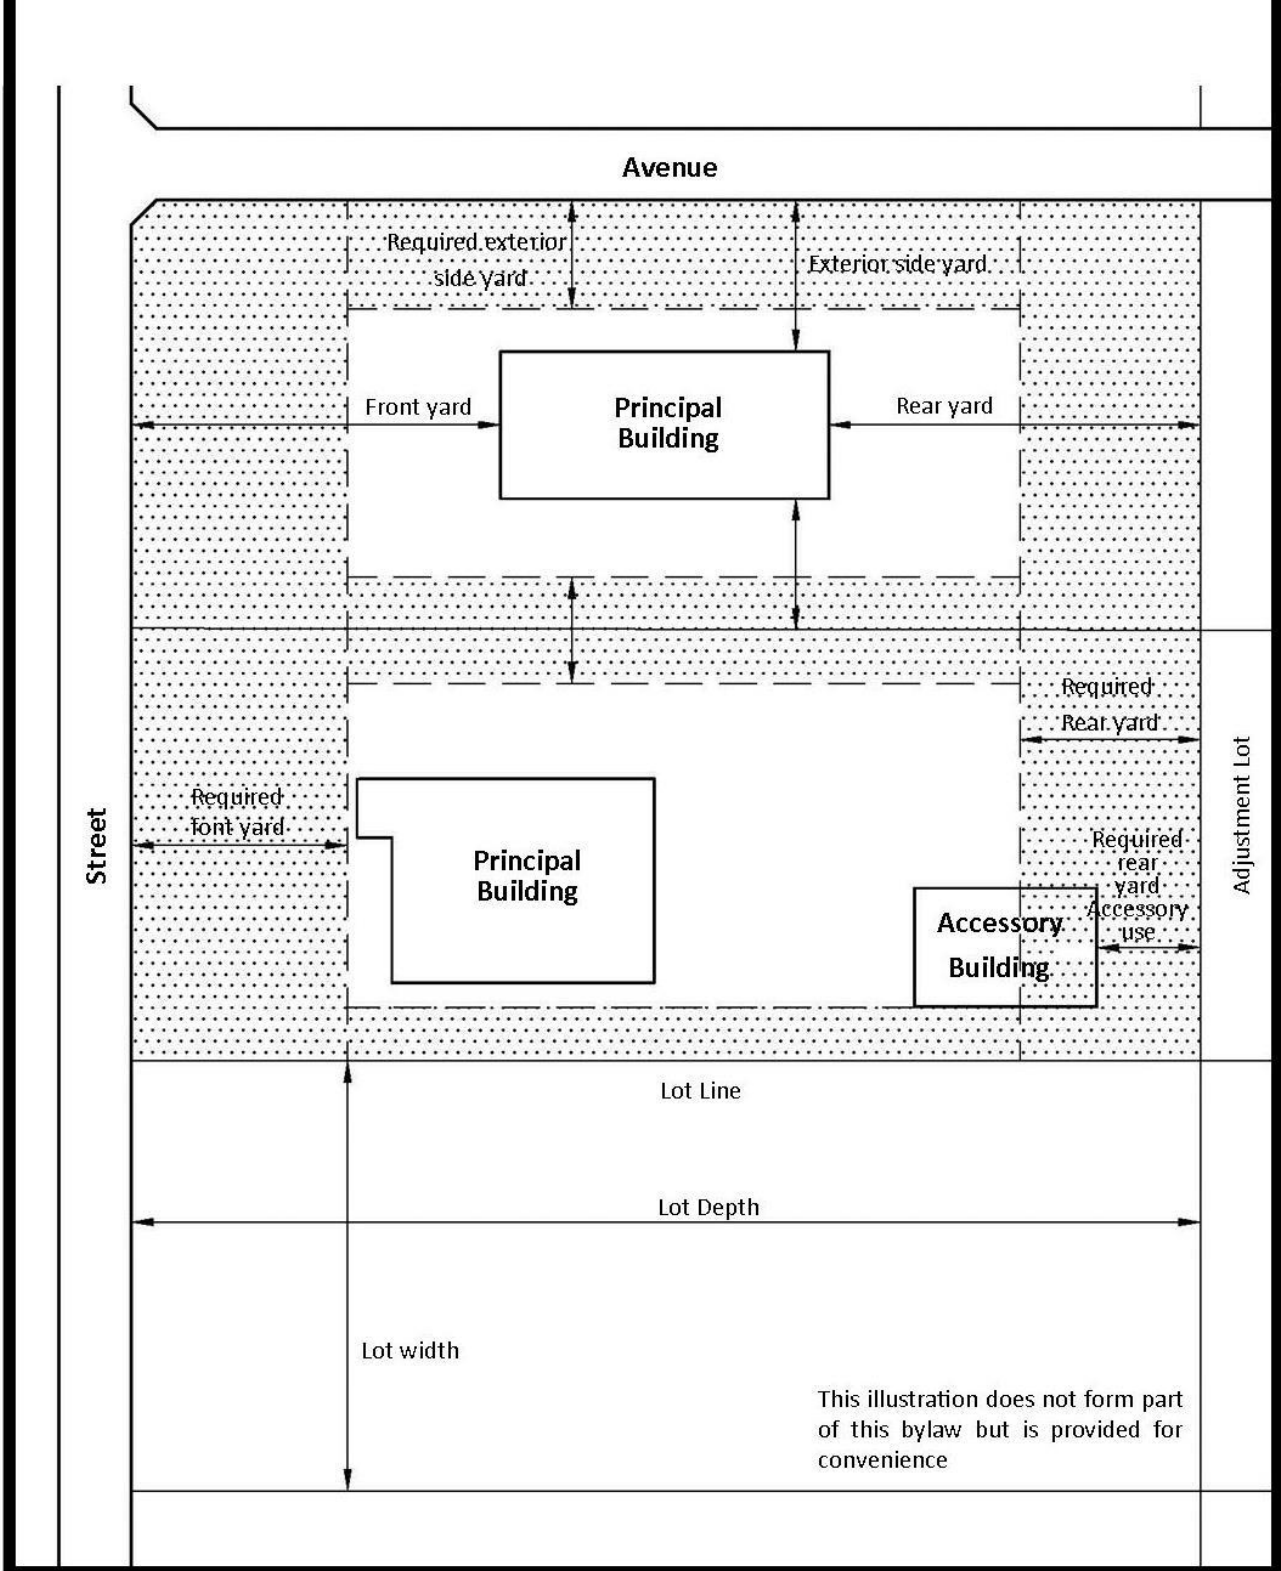 Avenue
Required exterior
side yard
Exterior side yard
Front yard
Principal
Building
Rear yard
Required
Rear yard
Required
font yard
Street
Principal
Building
Required
rear
yard
Accessory
use
Accessory
Building
Adjustment Lot
Lot Line
Lot Depth
Lot width
This illustration does not form part
of this bylaw but is provided for
convenience